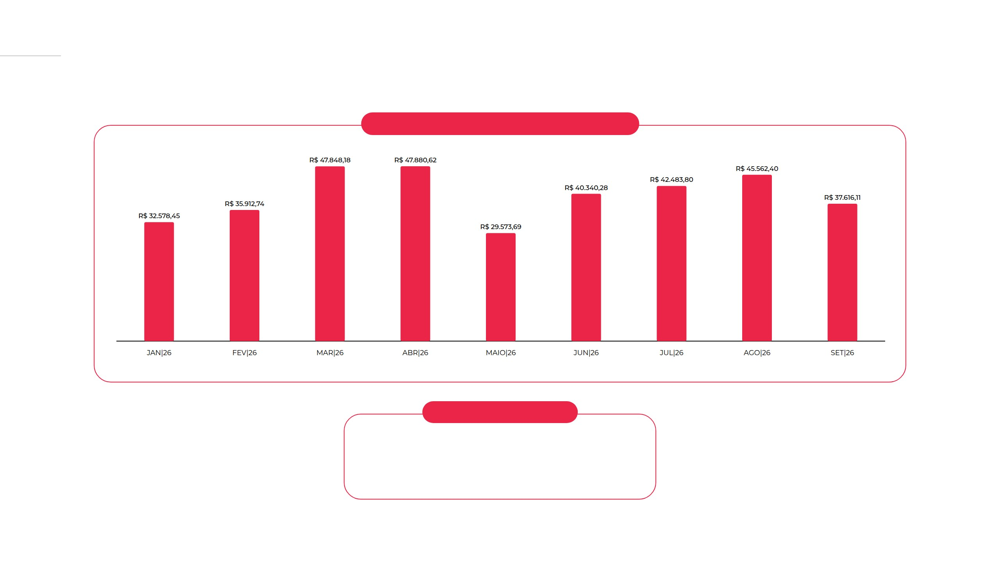 R$ 32.578,45
R$ 35.912,74
R$ 47.848,18
R$ 47.880,62
R$ 29.573,69
R$ 40.340,28
R$ 42.483,80
R$ 45.562,40
R$ 37.616,11
JAN|26
FEV|26
MAR|26
ABR|26
MAIO|26
JUN|26
JUL|26
AGO|26
SET|26